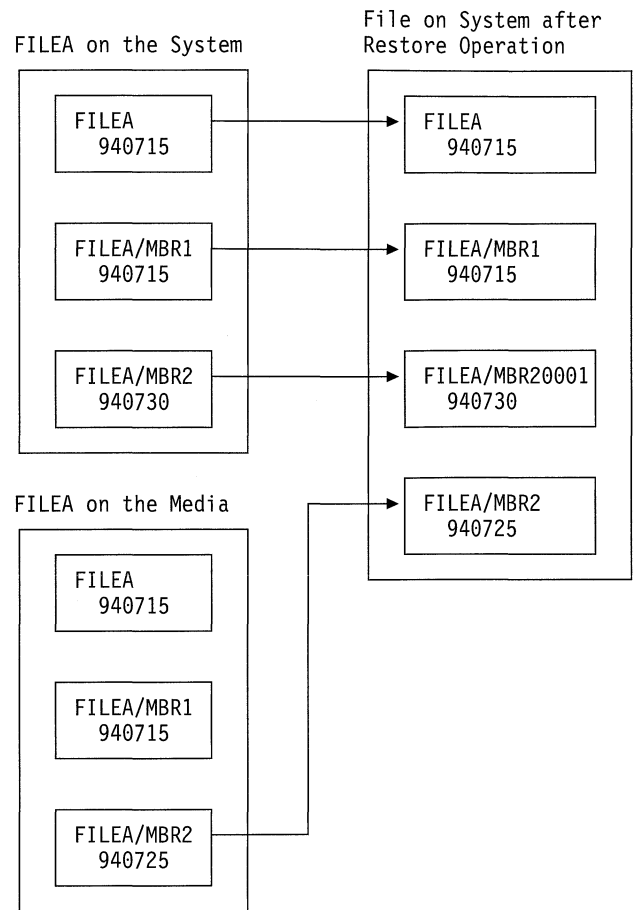 FILEA on the System
FILEA
940715
FILEA/MBR1
940715
FILEA/MBR2
940730
FILEA on the Media
FILEA
940715
FILEA/MBR1
940715
FILEA/MBR2
940725
File on System after
Restore Operation
FILEA
940715
FILEA/MBR1
940715
FILEA/MBR20001
940730
FILEA/MBR2
940725